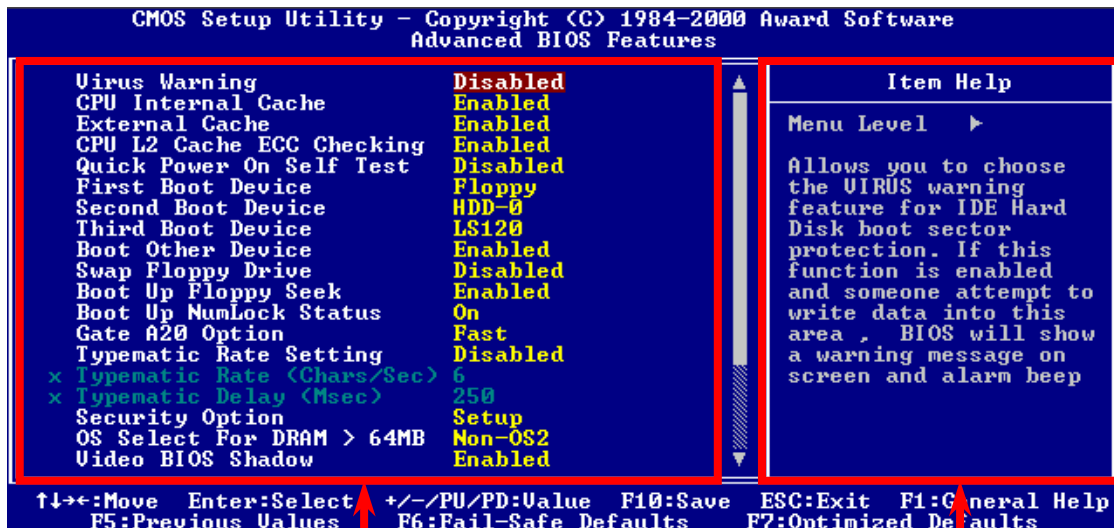 CMOS Setup Utility – Copyright (C) 1984-2000 Award Software
Advanced BIOS Features
Virus Warning Disabled
CPU Internal Cache Enabled
External Cache Enabled
CPU L2 Cache ECC Checking Enabled
Quick Power On Self Test Disabled
First Boot Device Floppy
Second Boot Device HDD-0
Third Boot Device LS120
Boot Other Device Enabled
Swap Floppy Drive Disabled
Boot Up Floppy Seek Enabled
Boot Up NumLock Status On
Gate A20 Option Fast
Typematic Rate Setting Disabled
x Typematic Rate (Chars/Sec) 6
x Typematic Delay (Msec) 250
Security Option Setup
OS Select For DRAM > 64MB Non-OS2
Video BIOS Shadow Enabled
Item Help
Menu Level ►
Allows you to choose
the VIRUS warning
feature for IDE Hard
Disk boot sector
protection. If this
function is enabled
and someone attempt to
write data into this
area , BIOS will show
a warning message on
screen and alarm beep
↑↓→←:Move Enter:Select +/-/PU/PD:Value F10:Save ESC:Exit F1:General Help
F5:Previous Values F6:Fail-Safe Defaults F7:Optimized Defaults